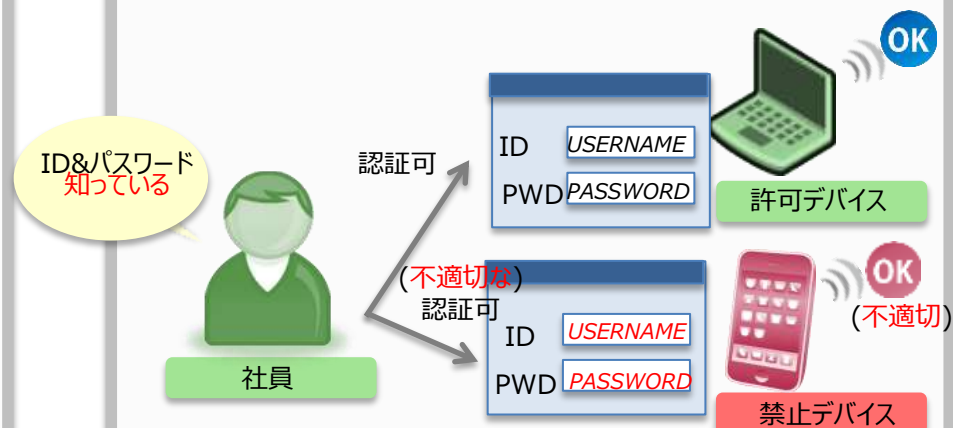 OK
ID&パスワード
知っている
認証可
ID USERNAME
PWD PASSWORD
許可デバイス
(不適切な)
認証可
OK
(不適切)
ID USERNAME
PWD PASSWORD
社員
禁止デバイス